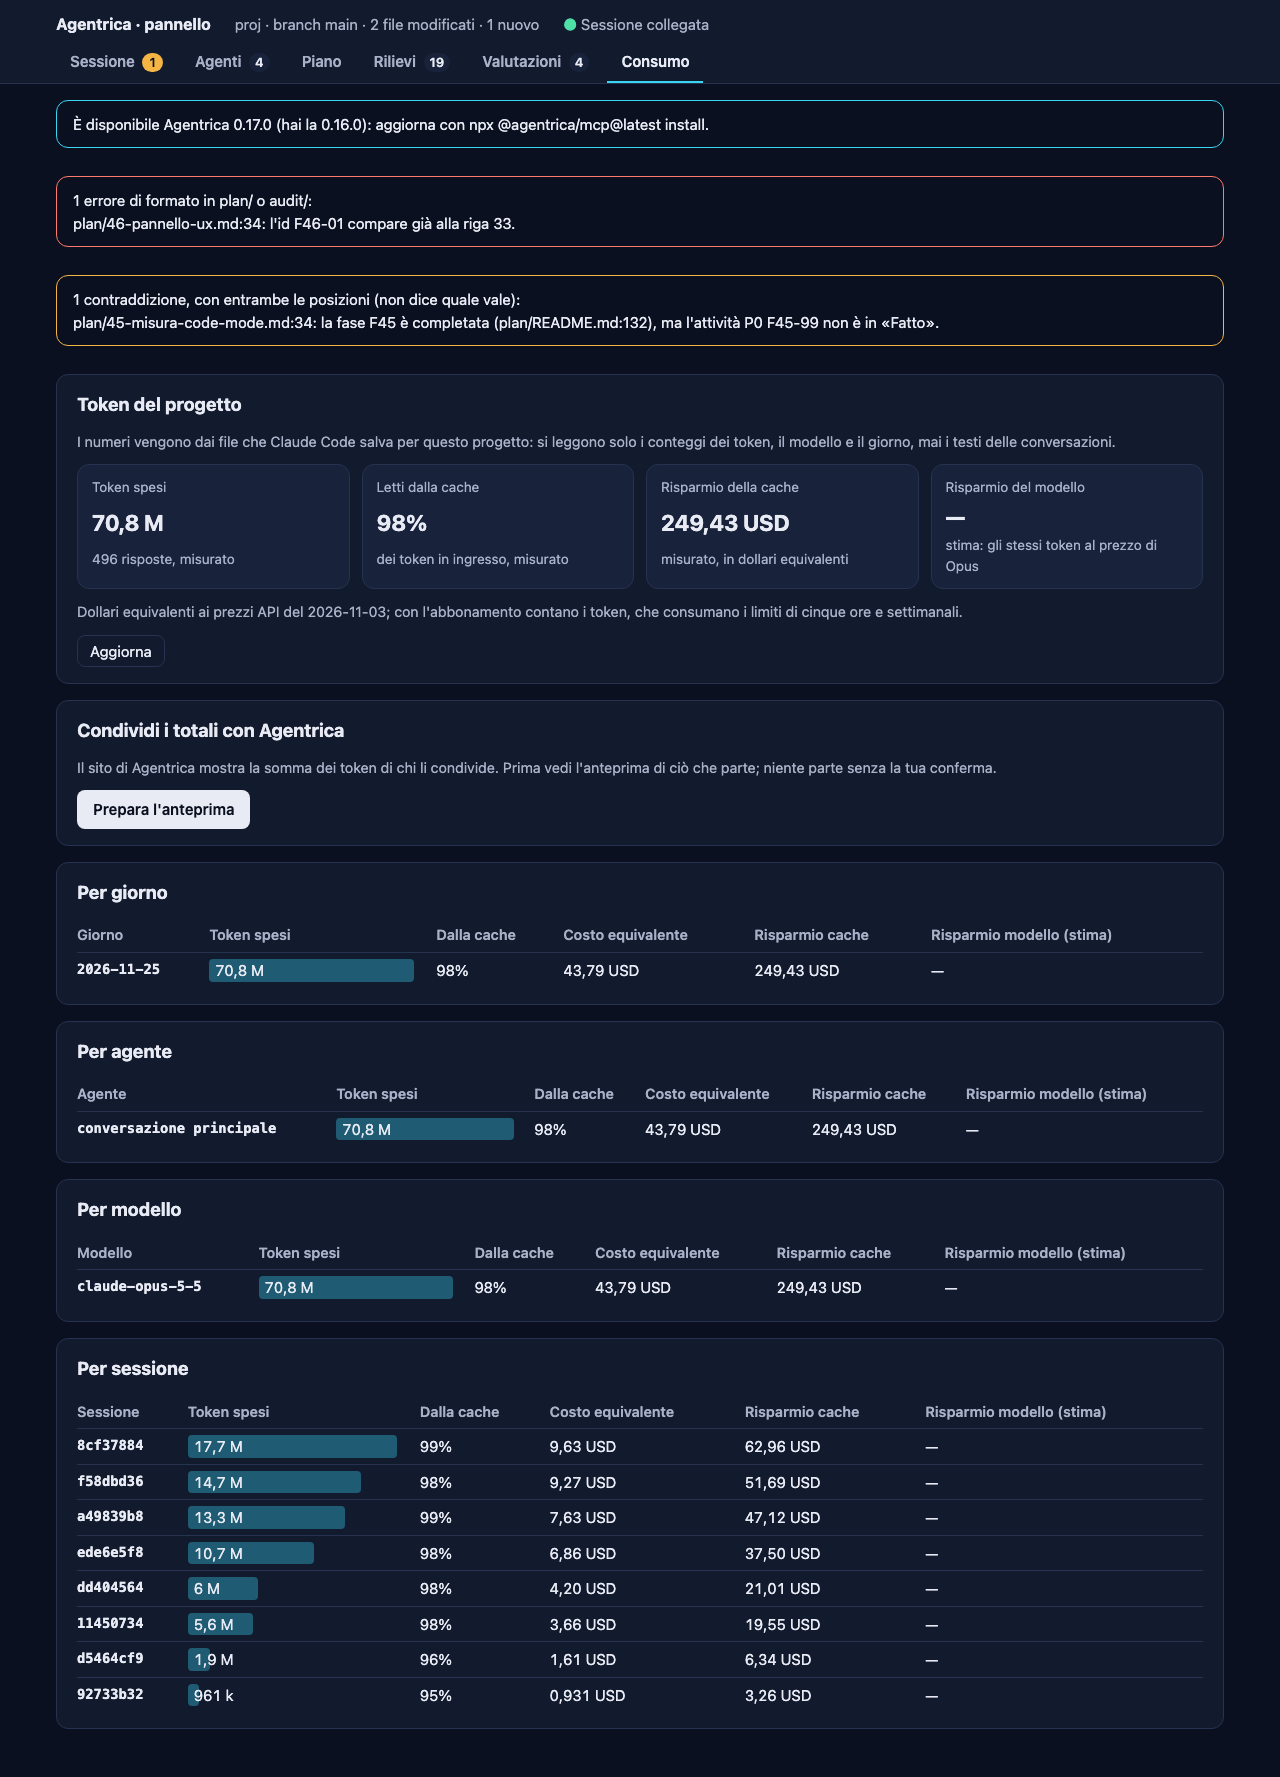 Agentrica · pannello proj · branch main · 2 file modificati · 1 nuovo Sessione collegata
Sessione 1 Agenti 4 Piano Rilievi 19 Valutazioni 4 Consumo
È disponibile Agentrica 0.17.0 (hai la 0.16.0): aggiorna con npx @agentrica/mcp@latest install.
1 errore di formato in plan/ o audit/:
plan/46-pannello-ux.md:34: l'id F46-01 compare già alla riga 33.
1 contraddizione, con entrambe le posizioni (non dice quale vale):
plan/45-misura-code-mode.md:34: la fase F45 è completata (plan/README.md:132), ma l'attività P0 F45-99 non è in «Fatto».
Token del progetto
I numeri vengono dai file che Claude Code salva per questo progetto: si leggono solo i conteggi dei token, il modello e il giorno, mai i testi delle conversazioni.
Token spesi
70,8 M
496 risposte, misurato
Letti dalla cache
98%
dei token in ingresso, misurato
Risparmio della cache
249,43 USD
misurato, in dollari equivalenti
Risparmio del modello
—
stima: gli stessi token al prezzo di
Opus
Dollari equivalenti ai prezzi API del 2026-11-03; con l'abbonamento contano i token, che consumano i limiti di cinque ore e settimanali.
Aggiorna
Condividi i totali con Agentrica
Il sito di Agentrica mostra la somma dei token di chi li condivide. Prima vedi l'anteprima di ciò che parte; niente parte senza la tua conferma.
Prepara l'anteprima
Per giorno
Giorno Token spesi Dalla cache Costo equivalente Risparmio cache Risparmio modello (stima)
2026-11-25 70,8 M 98% 43,79 USD 249,43 USD —
Per agente
Agente Token spesi Dalla cache Costo equivalente Risparmio cache Risparmio modello (stima)
conversazione principale 70,8 M 98% 43,79 USD 249,43 USD —
Per modello
Modello Token spesi Dalla cache Costo equivalente Risparmio cache Risparmio modello (stima)
claude-opus-5-5 70,8 M 98% 43,79 USD 249,43 USD —
Per sessione
Sessione Token spesi Dalla cache Costo equivalente Risparmio cache Risparmio modello (stima)
8cf37884 17,7 M 99% 9,63 USD 62,96 USD —
f58dbd36 14,7 M 98% 9,27 USD 51,69 USD —
a49839b8 13,3 M 99% 7,63 USD 47,12 USD —
ede6e5f8 10,7 M 98% 6,86 USD 37,50 USD —
dd404564 6 M 98% 4,20 USD 21,01 USD —
11450734 5,6 M 98% 3,66 USD 19,55 USD —
d5464cf9 1,9 M 96% 1,61 USD 6,34 USD —
92733b32 961 k 95% 0,931 USD 3,26 USD —